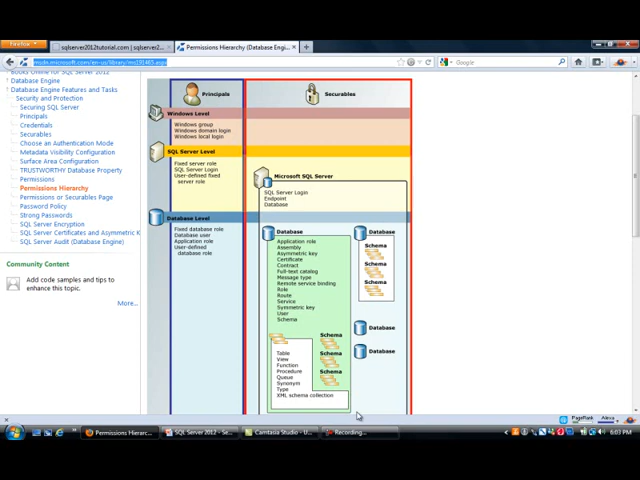 Firefox
sqlserver2012tutorial.com | sqlserver2...
Permissions Hierarchy (Database Engi...
msdn.microsoft.com/en-us/library/ms191465.aspx
Google
Books Online for SQL Server 2012
Database Engine
Database Engine Features and Tasks
Security and Protection
Securing SQL Server
Principals
Credentials
Securables
Choose an Authentication Mode
Metadata Visibility Configuration
Surface Area Configuration
TRUSTWORTHY Database Property
Permissions
Permissions Hierarchy
Permissions or Securables Page
Password Policy
Strong Passwords
SQL Server Encryption
SQL Server Certificates and Asymmetric K
SQL Server Audit (Database Engine)
Community Content
Add code samples and tips to
enhance this topic.
More...
Principals
Securables
Windows Level
Windows group
Windows domain login
Windows local login
SQL Server Level
Fixed server role
SQL Server Login
User-defined fixed
server role
Microsoft SQL Server
SQL Server Login
Endpoint
Database
Database Level
Fixed database role
Database user
Application role
User-defined
database role
Database
Application role
Assembly
Asymmetric key
Certificate
Contract
Full-text catalog
Message type
Remote service binding
Role
Route
Service
Symmetric key
User
Schema
Table
View
Function
Procedure
Queue
Synonym
Type
XML schema collection
Schema
Schema
Schema
Database
Schema
Schema
Schema
Database
Database
PageRank
Alexa
Permissions Hierarc...
SQL Server 2012 - Se...
Camtasia Studio - U...
Recording...
6:03 PM